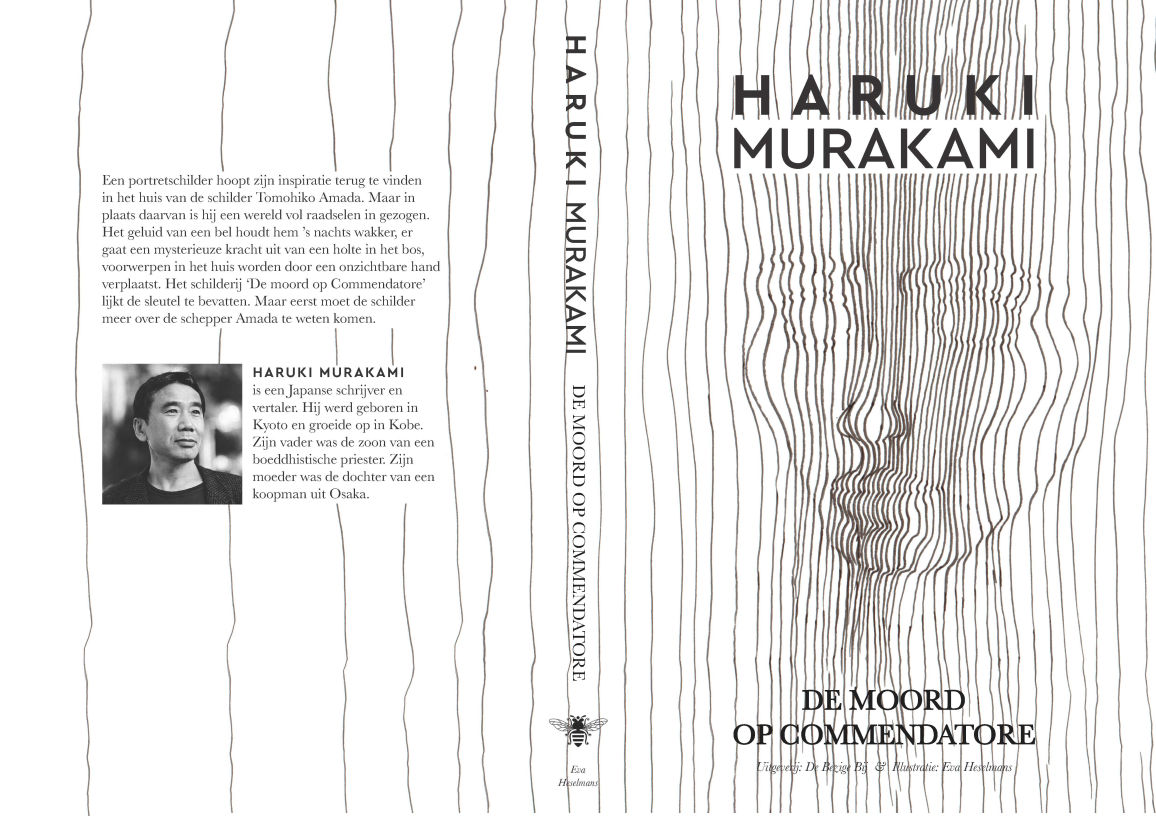 Een portretschilder hoopt zijn inspiratie terug te vinden
in het huis van de schilder Tomohiko Amada. Maar in
plaats daarvan is hij een wereld vol raadselen in gezogen.
Het geluid van een bel houdt hem ’s nachts wakker, er
gaat een mysterieuze kracht uit van een holte in het bos,
voorwerpen in het huis worden door een onzichtbare hand
verplaatst. Het schilderij ‘De moord op Commendatore’
lijkt de sleutel te bevatten. Maar eerst moet de schilder
meer over de schepper Amada te weten komen.
HARUKI MURAKAMI
is een Japanse schrijver en
vertaler. Hij werd geboren in
Kyoto en groeide op in Kobe.
Zijn vader was de zoon van een
boeddhistische priester. Zijn
moeder was de dochter van een
koopman uit Osaka.
HARUKI MURAKAMI DE MOORD OP COMMENDATORE
Eva
Heselmans
HARUKI
MURAKAMI
DE MOORD
OP COMMENDATORE
Uitgeverij: De Bezige Bij & Illustratie: Eva Heselmans